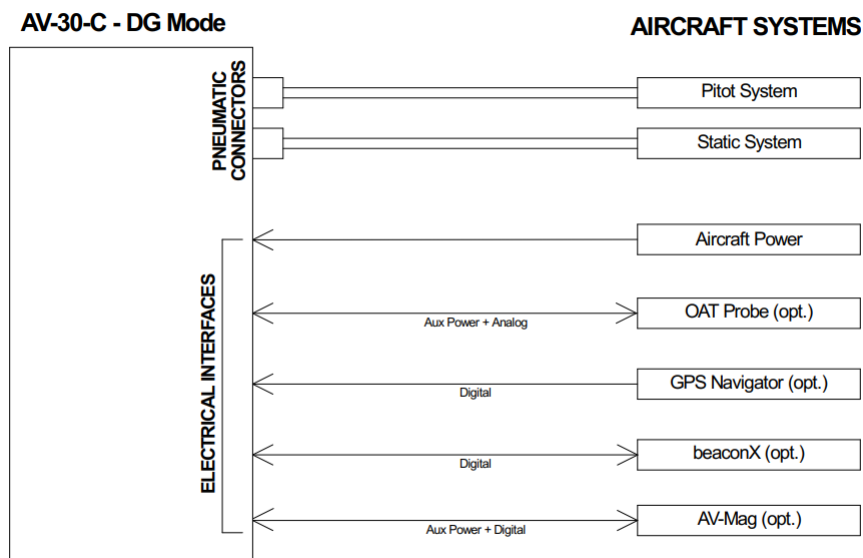 AV-30-C - DG Mode
AIRCRAFT SYSTEMS
PNEUMATIC
CONNECTORS
Pitot System
Static System
ELECTRICAL INTERFACES
Aircraft Power
Aux Power + Analog
OAT Probe (opt.)
Digital
GPS Navigator (opt.)
Digital
beaconX (opt.)
Aux Power + Digital
AV-Mag (opt.)